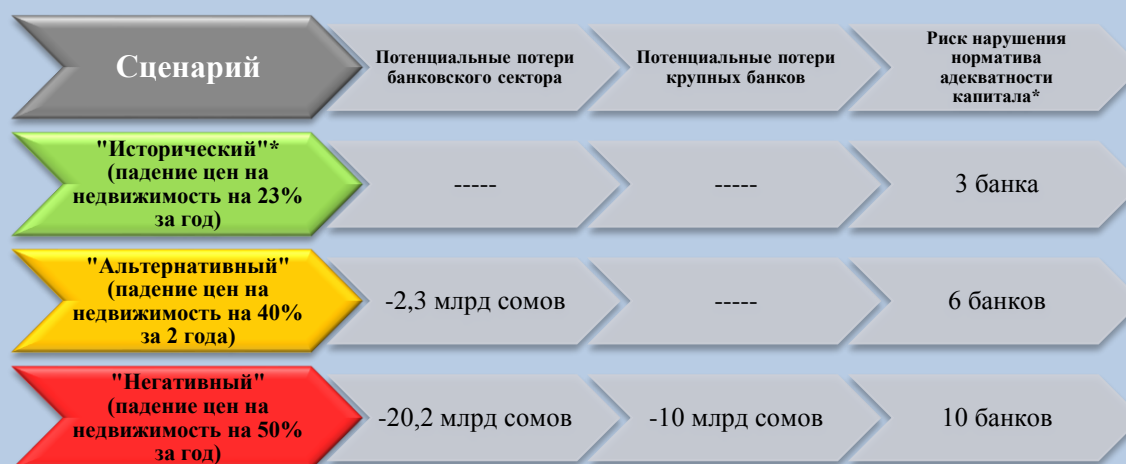 Сценарий
Потенциальные потери
банковского сектора
Потенциальные потери
крупных банков
Риск нарушения
норматива
адекватности
капитала*
"Исторический"*
(падение цен на
недвижимость на 23%
за год)
-----
-----
3 банка
"Альтернативный"
(падение цен на
недвижимость на 40%
за 2 года)
-2,3 млрд сомов
-----
6 банков
"Негативный"
(падение цен на
недвижимость на 50%
за год)
-20,2 млрд сомов
-10 млрд сомов
10 банков